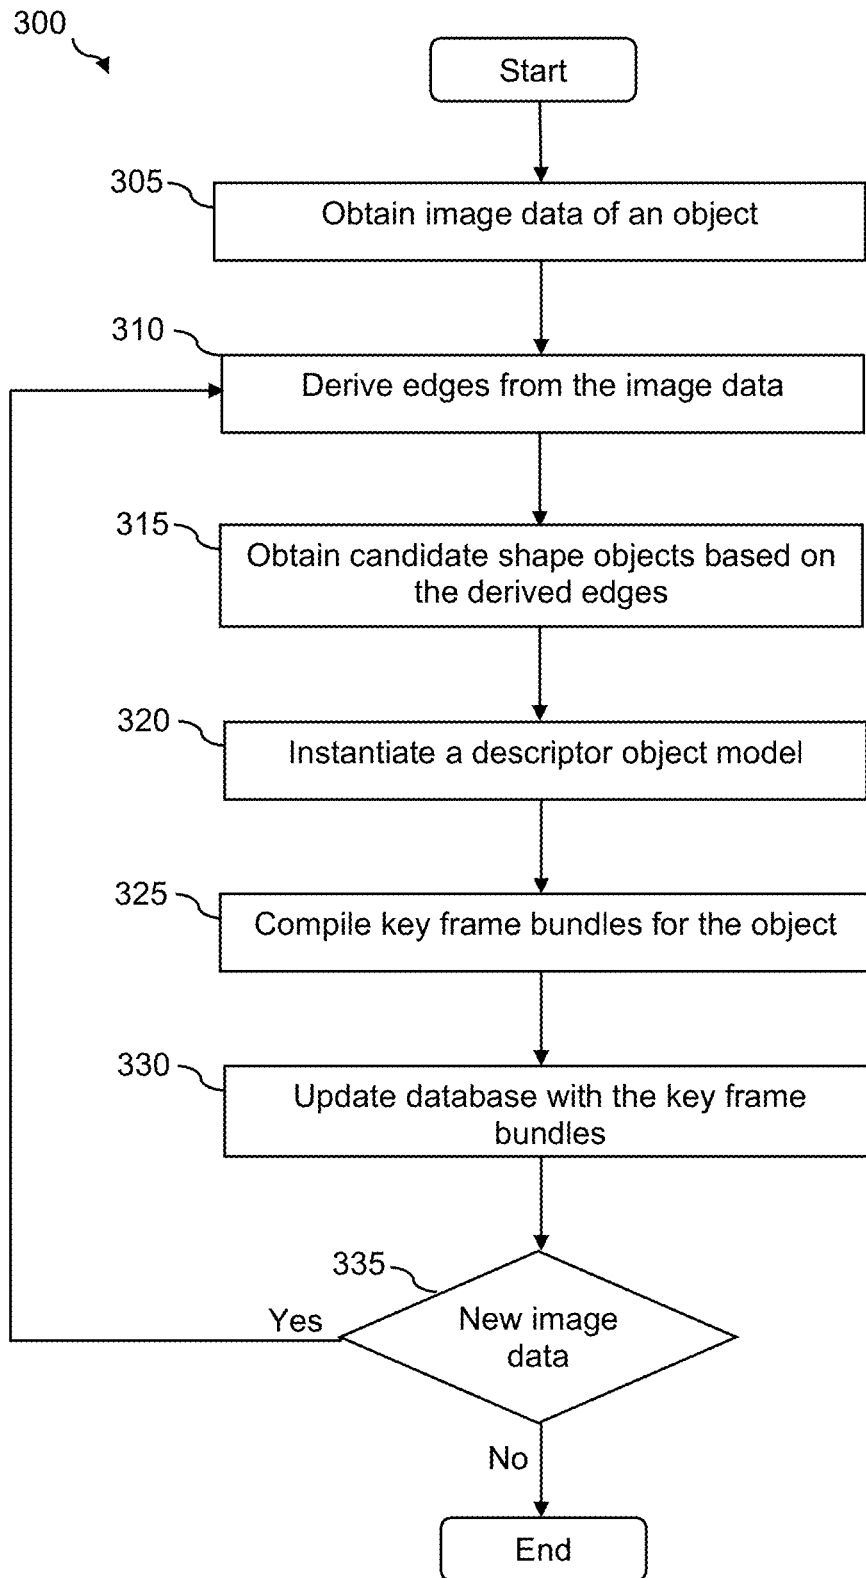 300
Start
305
Obtain image data of an object
310
Derive edges from the image data
315
Obtain candidate shape objects based on
the derived edges
320
Instantiate a descriptor object model
325
Compile key frame bundles for the object
330
Update database with the key frame
bundles
335
Yes
New image
data
No
End